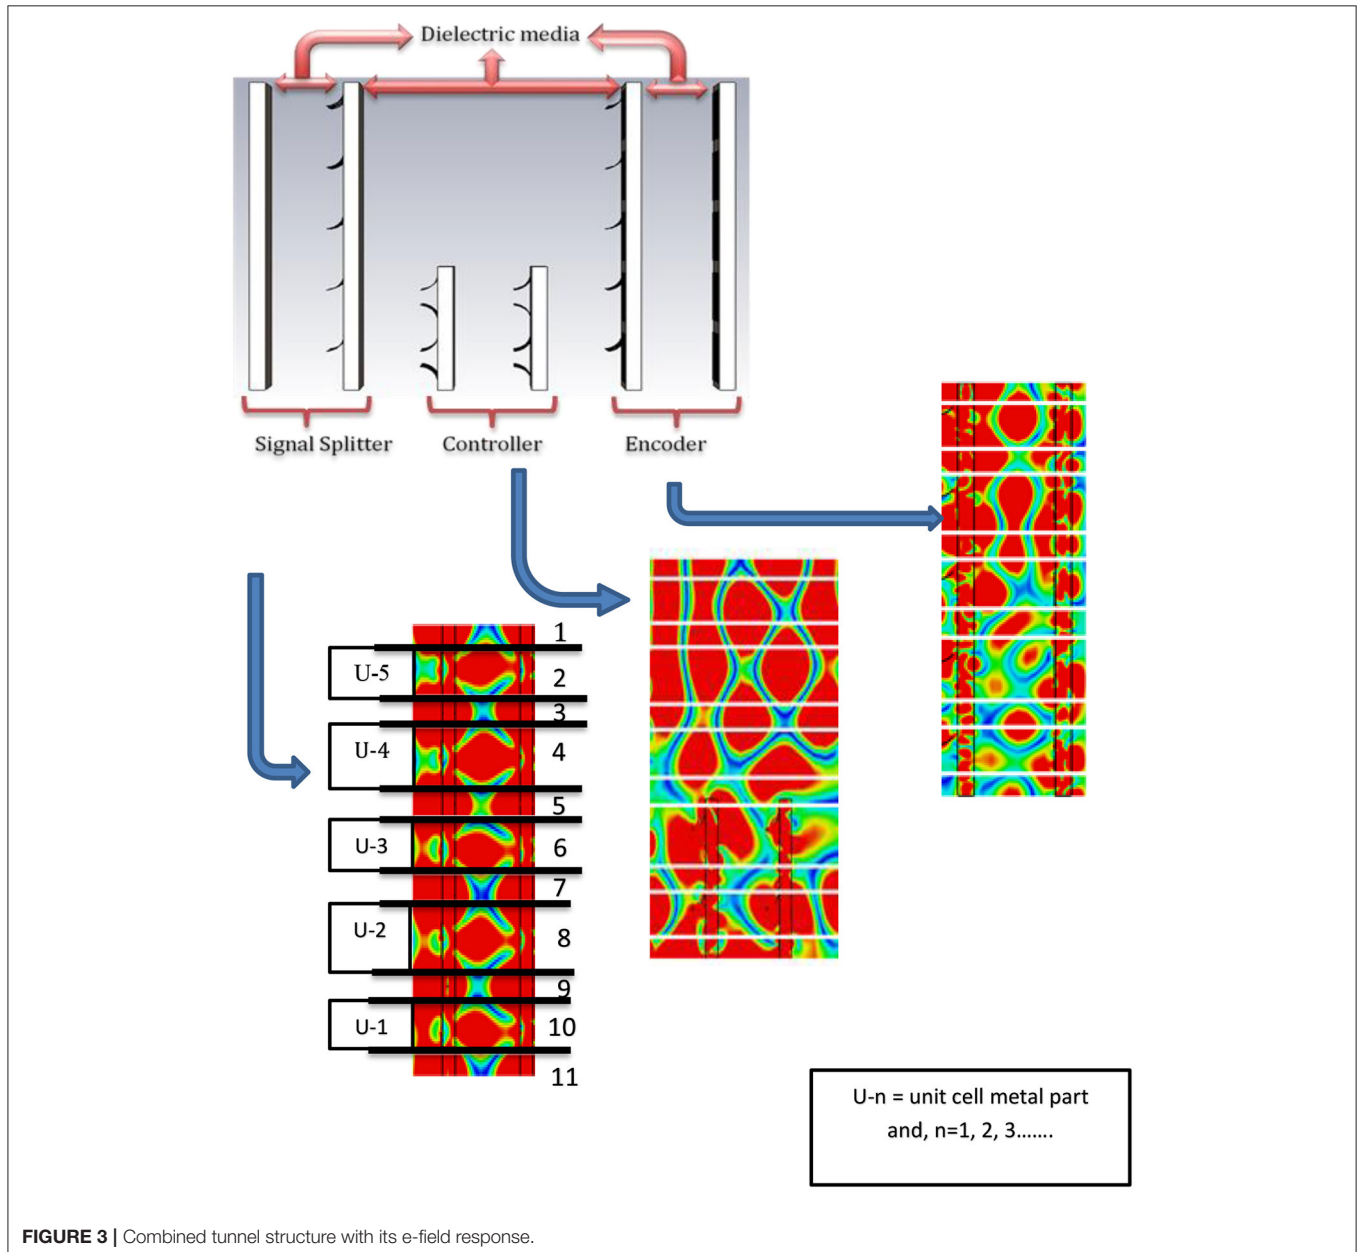 Dielectric media
Signal Splitter
Controller
Encoder
1
U-5
2
3
U-4
4
5
U-3
6
7
U-2
8
9
U-1
10
11
U-n = unit cell metal part
and, n=1, 2, 3.......
FIGURE 3 | Combined tunnel structure with its e-field response.